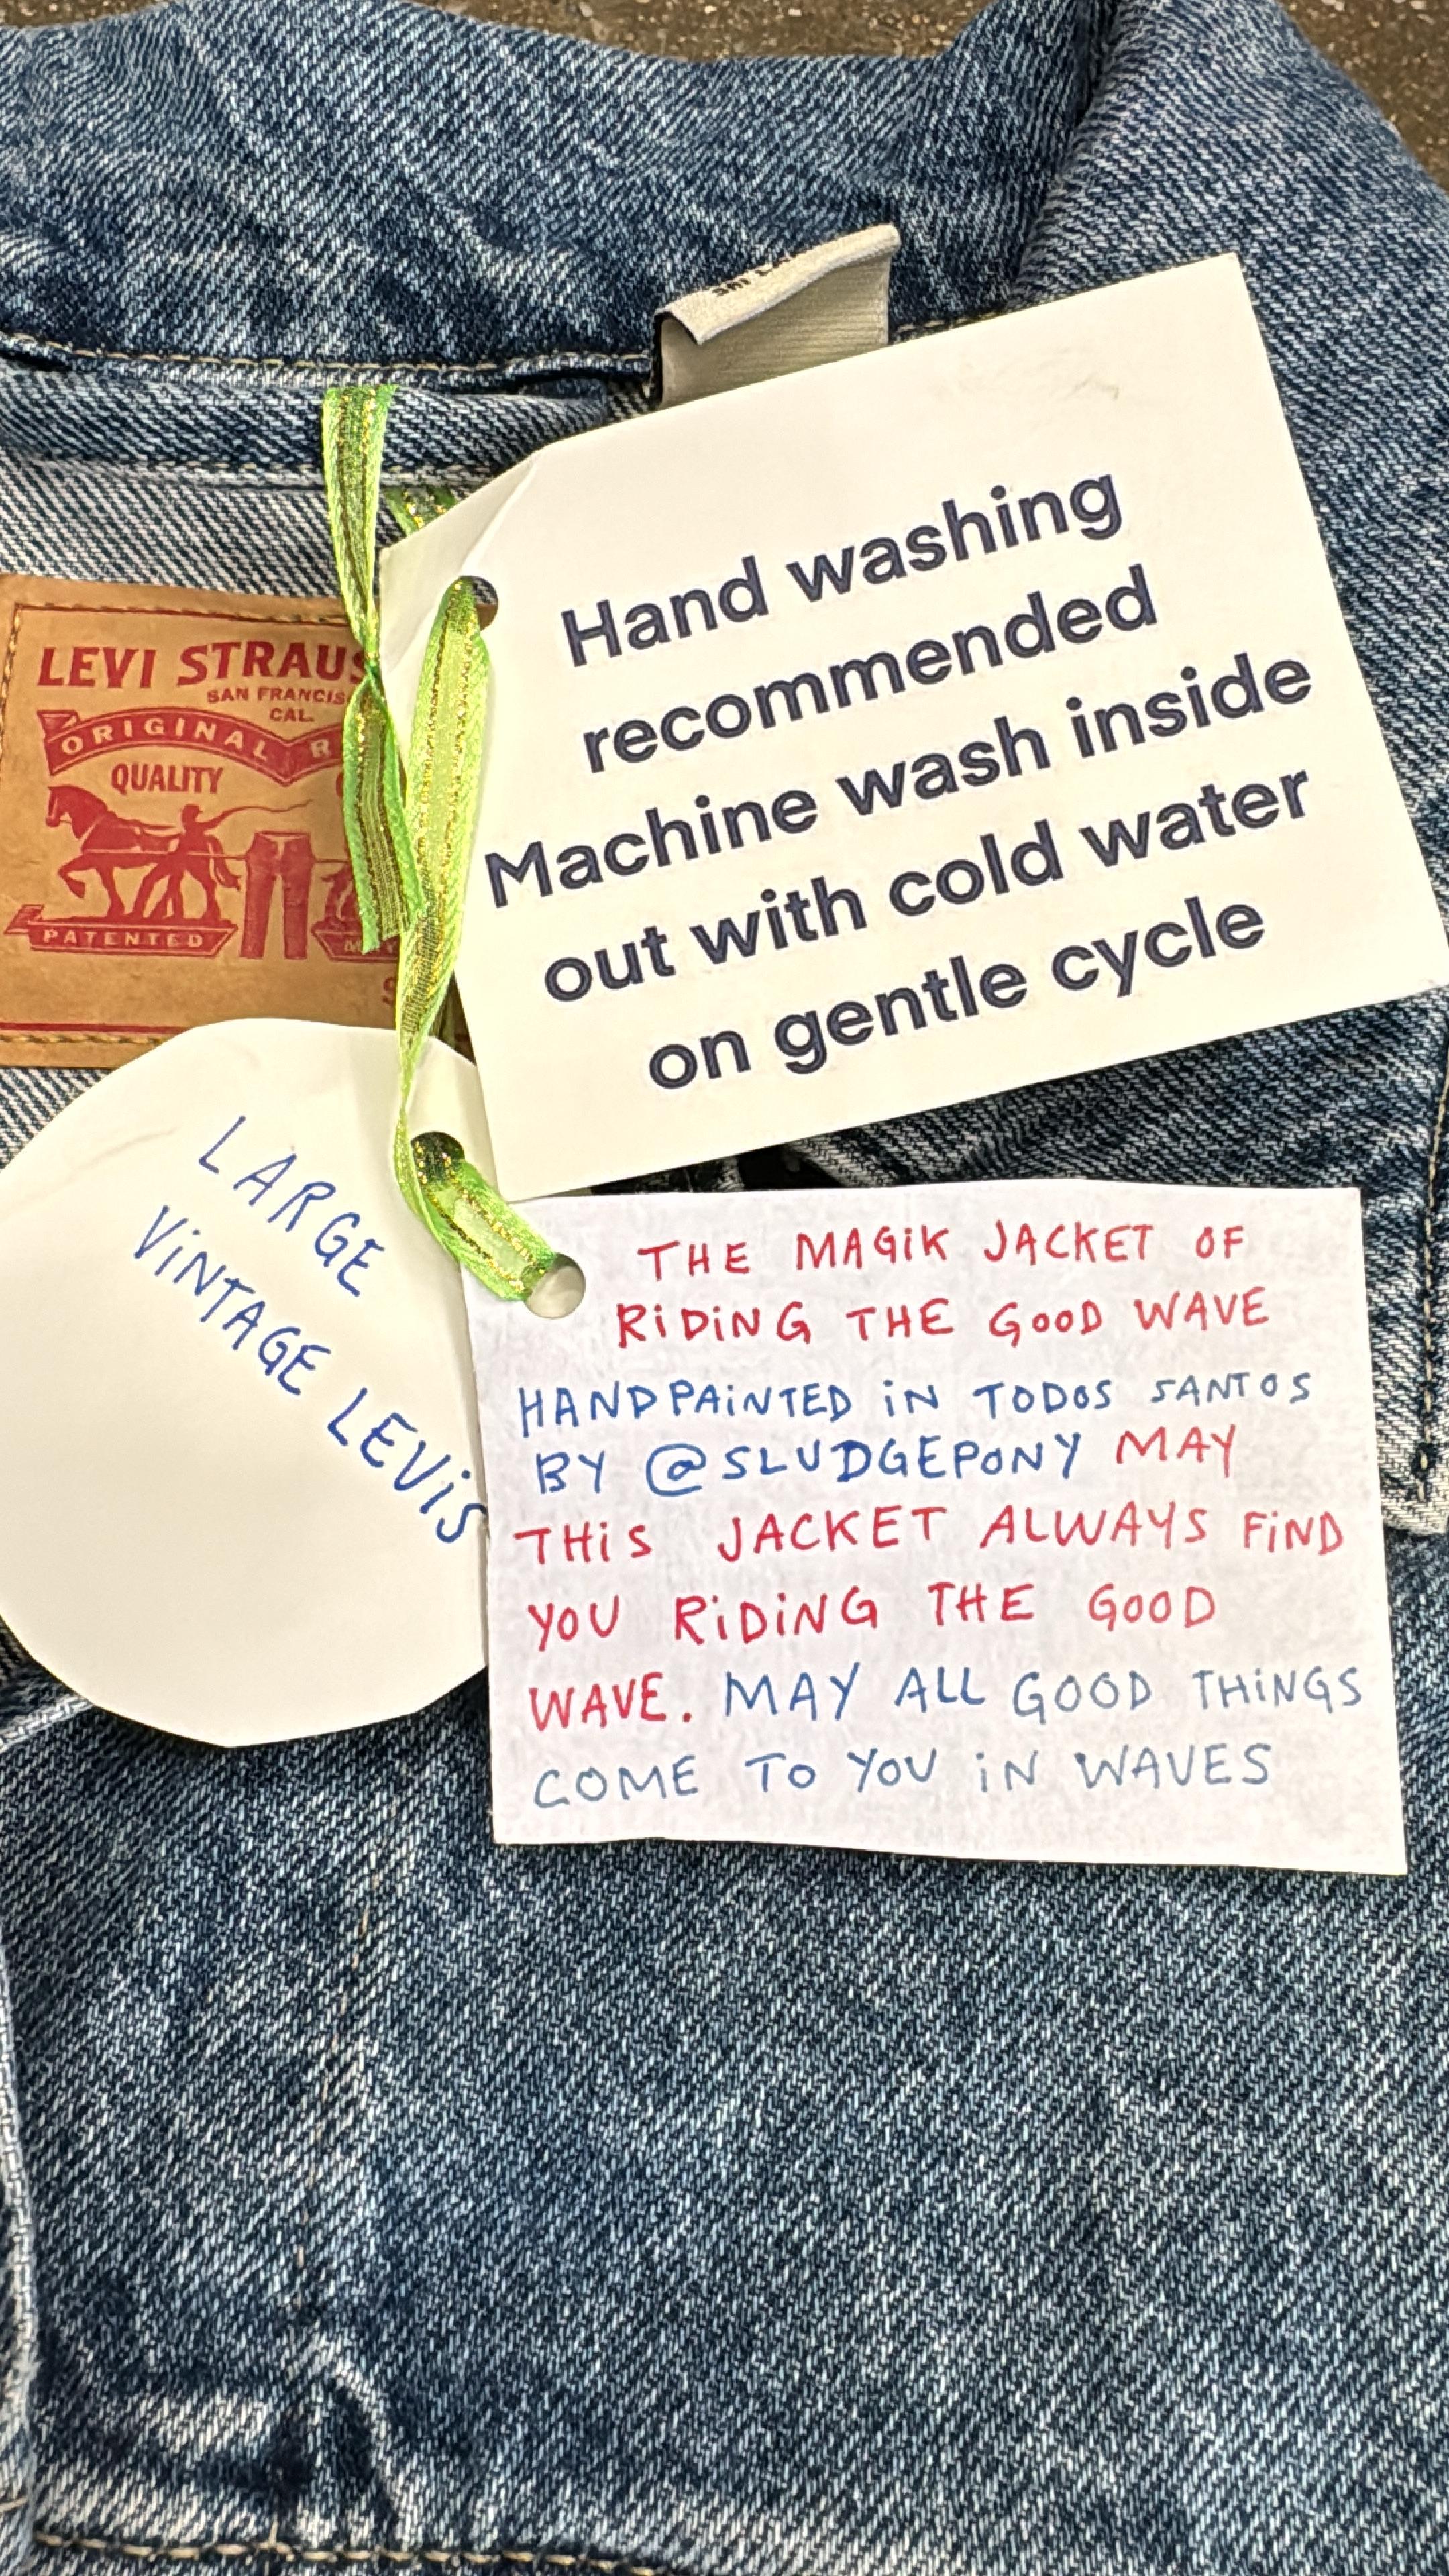 Hand washing
recommended
Machine wash inside
out with cold water
on gentle cycle
LEVI STRAUS
SAN FRANCIS
CAL.
ORIGINAL R
QUALITY
PATENTED
LARGE
ViNTAGE LEViS
THE MAGiK JACKET OF
RiDiNG THE GOOD WAVE
HANDPAiNTED iN TODOS SANTOS
BY @SLUDGEPONY MAY
THiS JACKET ALWAYS FiND
YOU RiDiNG THE GOOD
WAVE. MAY ALL GOOD THiNGS
COME TO YOU iN WAVES